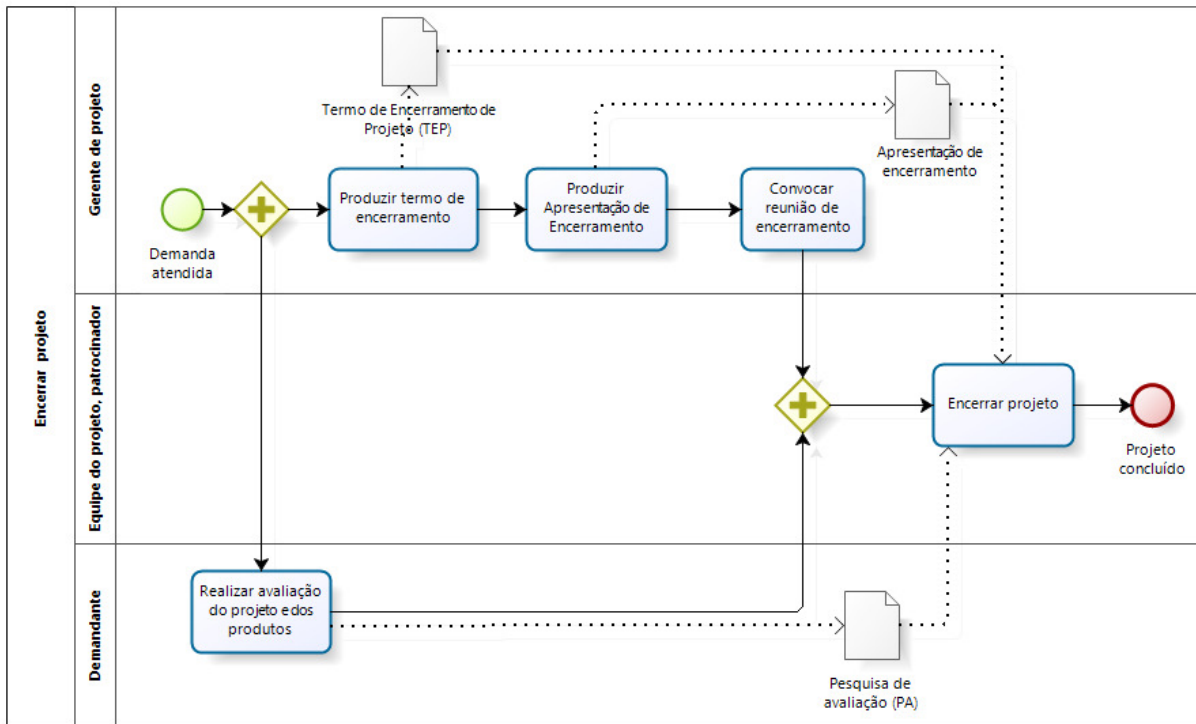 Encerrar projeto
Gerente de projeto
Termo de Encerramento de
Projeto (TEP)
Apresentação de
encerramento
Demanda
atendida
Produzir termo de
encerramento
Produzir
Apresentação de
Encerramento
Convocar
reunião de
encerramento
Equipe do projeto, patrocinador
Encerrar projeto
Projeto
concluído
Demandante
Realizar avaliação
do projeto e dos
produtos
Pesquisa de
avaliação (PA)